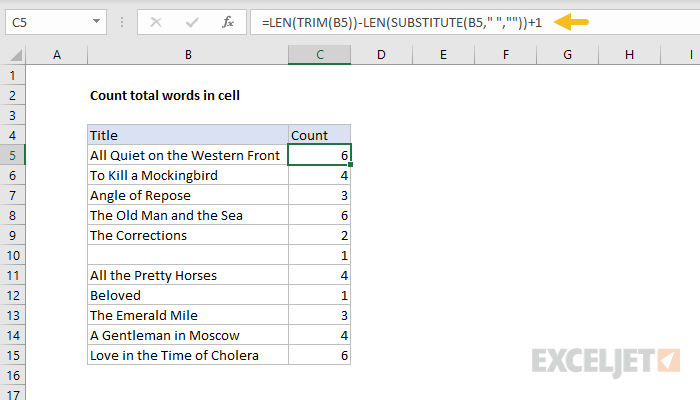 C5 fx =LEN(TRIM(B5))-LEN(SUBSTITUTE(B5," ",""))+1
A B C D E F G H I
1
2 Count total words in cell
3
4 Title Count
5 All Quiet on the Western Front 6
6 To Kill a Mockingbird 4
7 Angle of Repose 3
8 The Old Man and the Sea 6
9 The Corrections 2
10 1
11 All the Pretty Horses 4
12 Beloved 1
13 The Emerald Mile 3
14 A Gentleman in Moscow 4
15 Love in the Time of Cholera 6
16
17
EXCELJET